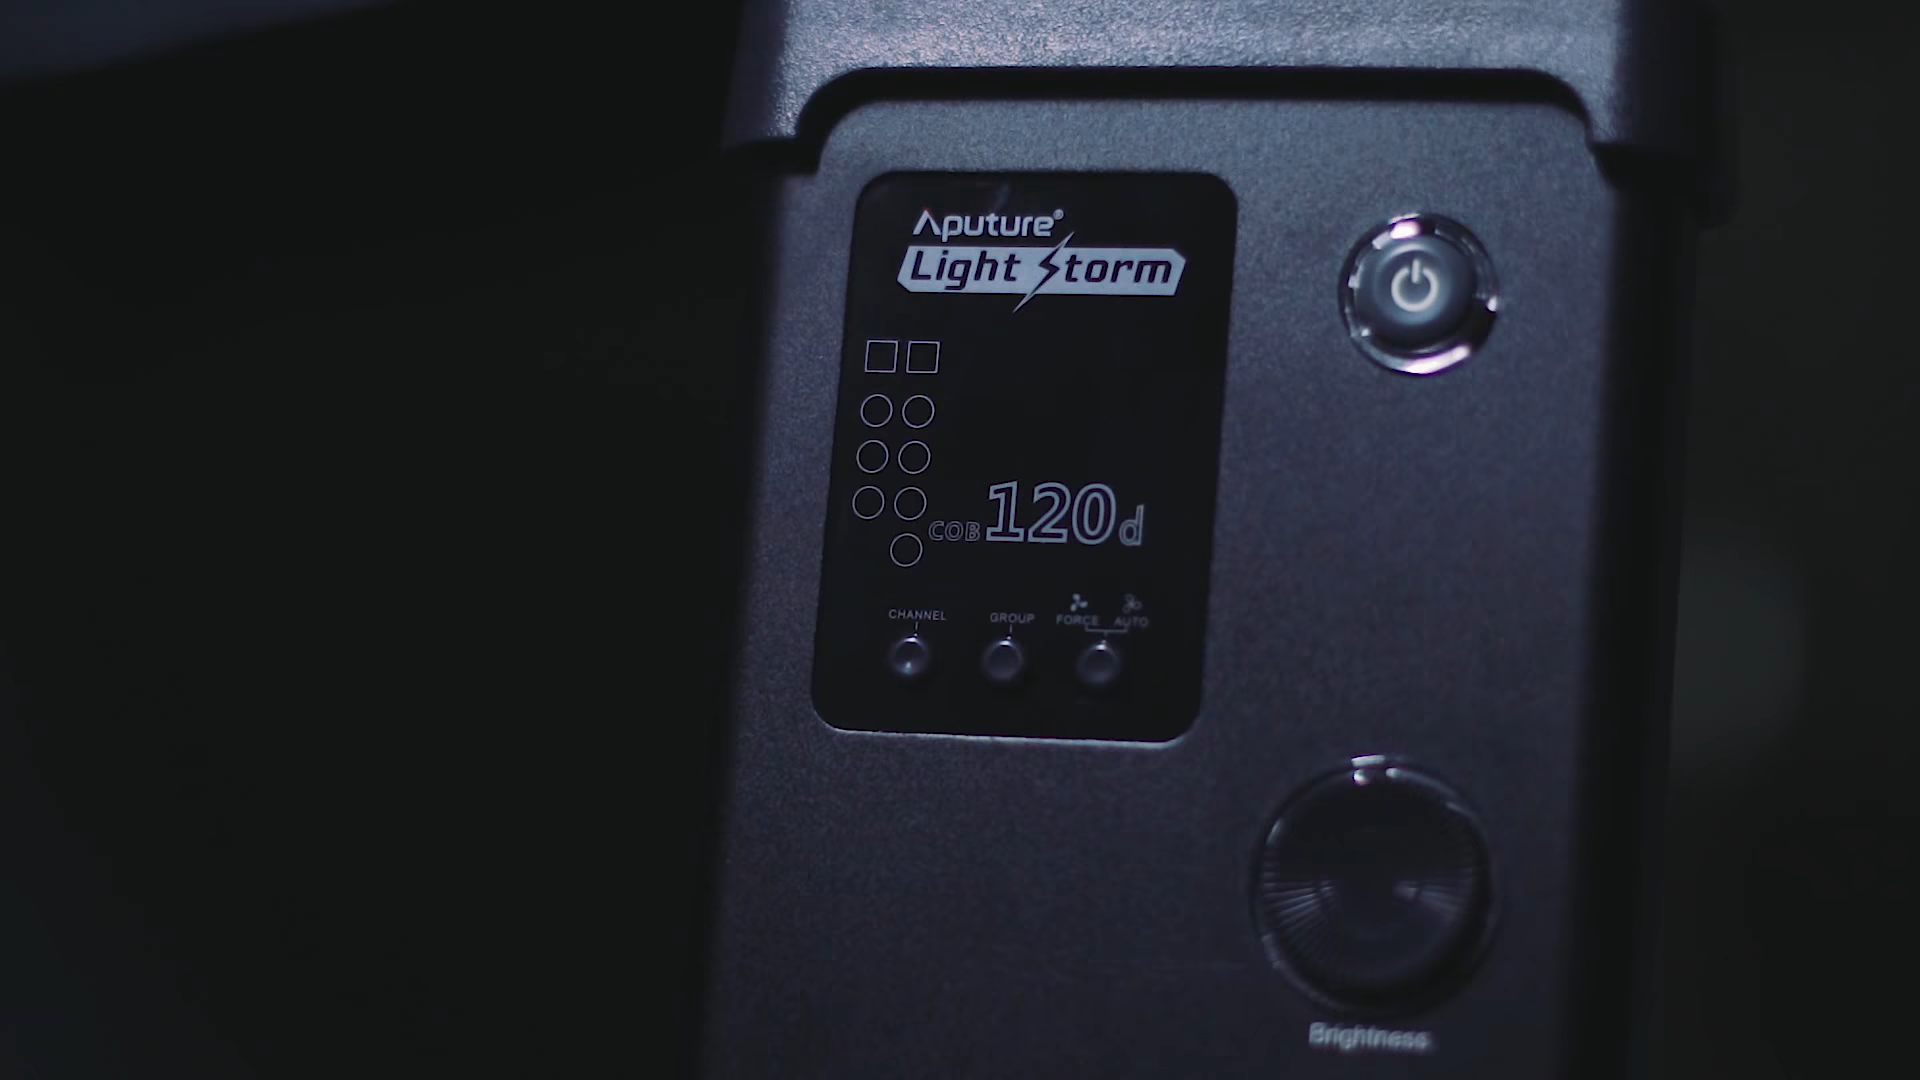 Aputure®
Light Storm
COB 120d
CHANNEL GROUP FORCE AUTO
Brightness